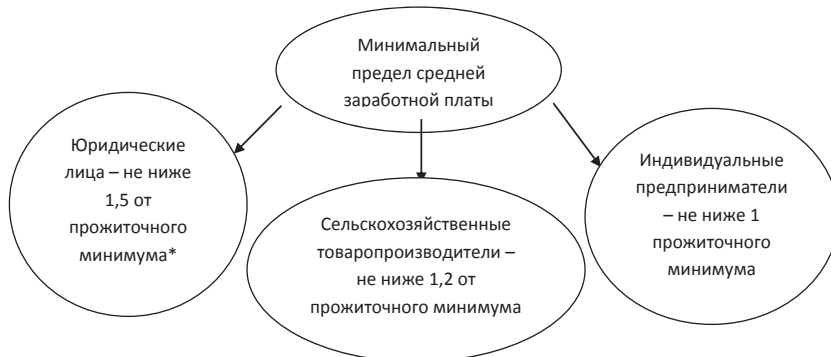 Минимальный
предел средней
заработной платы
Юридические
лица – не ниже
1,5 от
прожиточного
минимума*
Сельскохозяйственные
товаропроизводители –
не ниже 1,2 от
прожиточного минимума
Индивидуальные
предприниматели
– не ниже 1
прожиточного
минимума